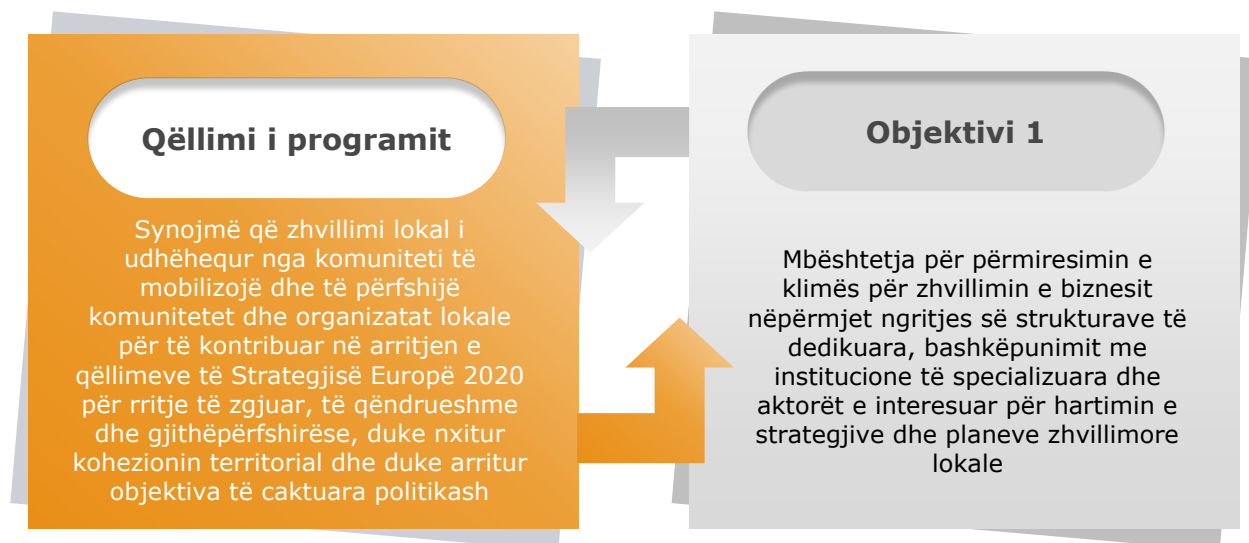 Qëllimi i programit
Synojmë që zhvillimi lokal i
udhëhequr nga komuniteti të
mobilizojë dhe të përfshijë
komunitetet dhe organizatat lokale
për të kontribuar në arritjen e
qëllimeve të Strategjisë Europë 2020
për rritje të zgjuar, të qëndrueshme
dhe gjithëpërfshirëse, duke nxitur
kohezionin territorial dhe duke arritur
objektiva të caktuara politikash
Objektivi 1
Mbështetja për përmiresimin e
klimës për zhvillimin e biznesit
nëpërmjet ngritjes së strukturave të
dedikuara, bashkëpunimit me
institucione të specializuara dhe
aktorët e interesuar për hartimin e
strategjive dhe planeve zhvillimore
lokale